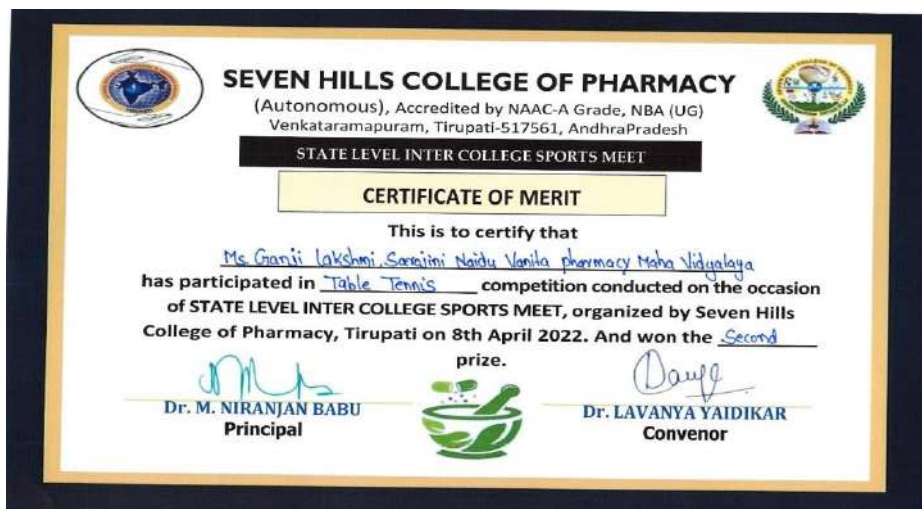 SEVEN HILLS COLLEGE OF PHARMACY
(Autonomous), Accredited by NAAC-A Grade, NBA (UG)
Venkataramapuram, Tirupati-517561, AndhraPradesh
STATE LEVEL INTER COLLEGE SPORTS MEET
CERTIFICATE OF MERIT
This is to certify that
Ms. Ganji Lakshmi, Sarojini Naidu Vanita pharmacy Maha Vidyalaya
has participated in Table Tennis competition conducted on the occasion
of STATE LEVEL INTER COLLEGE SPORTS MEET, organized by Seven Hills
College of Pharmacy, Tirupati on 8th April 2022. And won the Second
prize.
Dr. M. NIRANJAN BABU
Principal
Dr. LAVANYA YAIDIKAR
Convenor